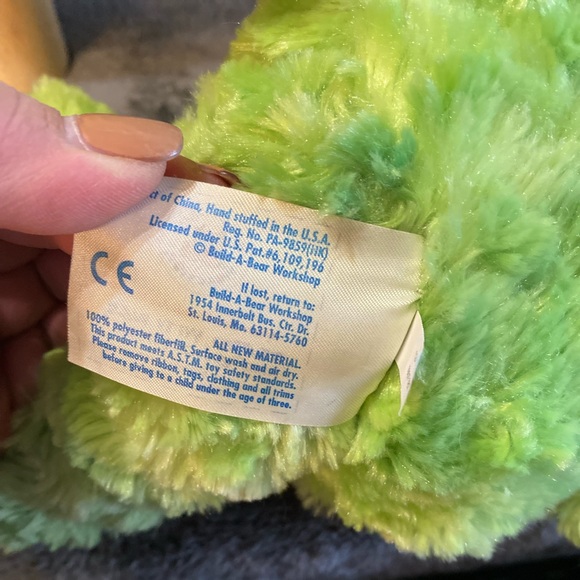 ct of China, Hand stuffed in the U.S.A.
Reg. No. PA-9859(HK)
Licensed under U.S. Pat.#6,109,196
© Build-A-Bear Workshop
CE
If lost, return to:
Build-A-Bear Workshop
1954 Innerbelt Bus. Ctr. Dr.
St. Louis, Mo. 63114-5760
ALL NEW MATERIAL.
100% polyester fiberfill. Surface wash and air dry.
This product meets A.S.T.M. toy safety standards.
Please remove ribbon, tags, clothing and all trims
before giving to a child under the age of three.